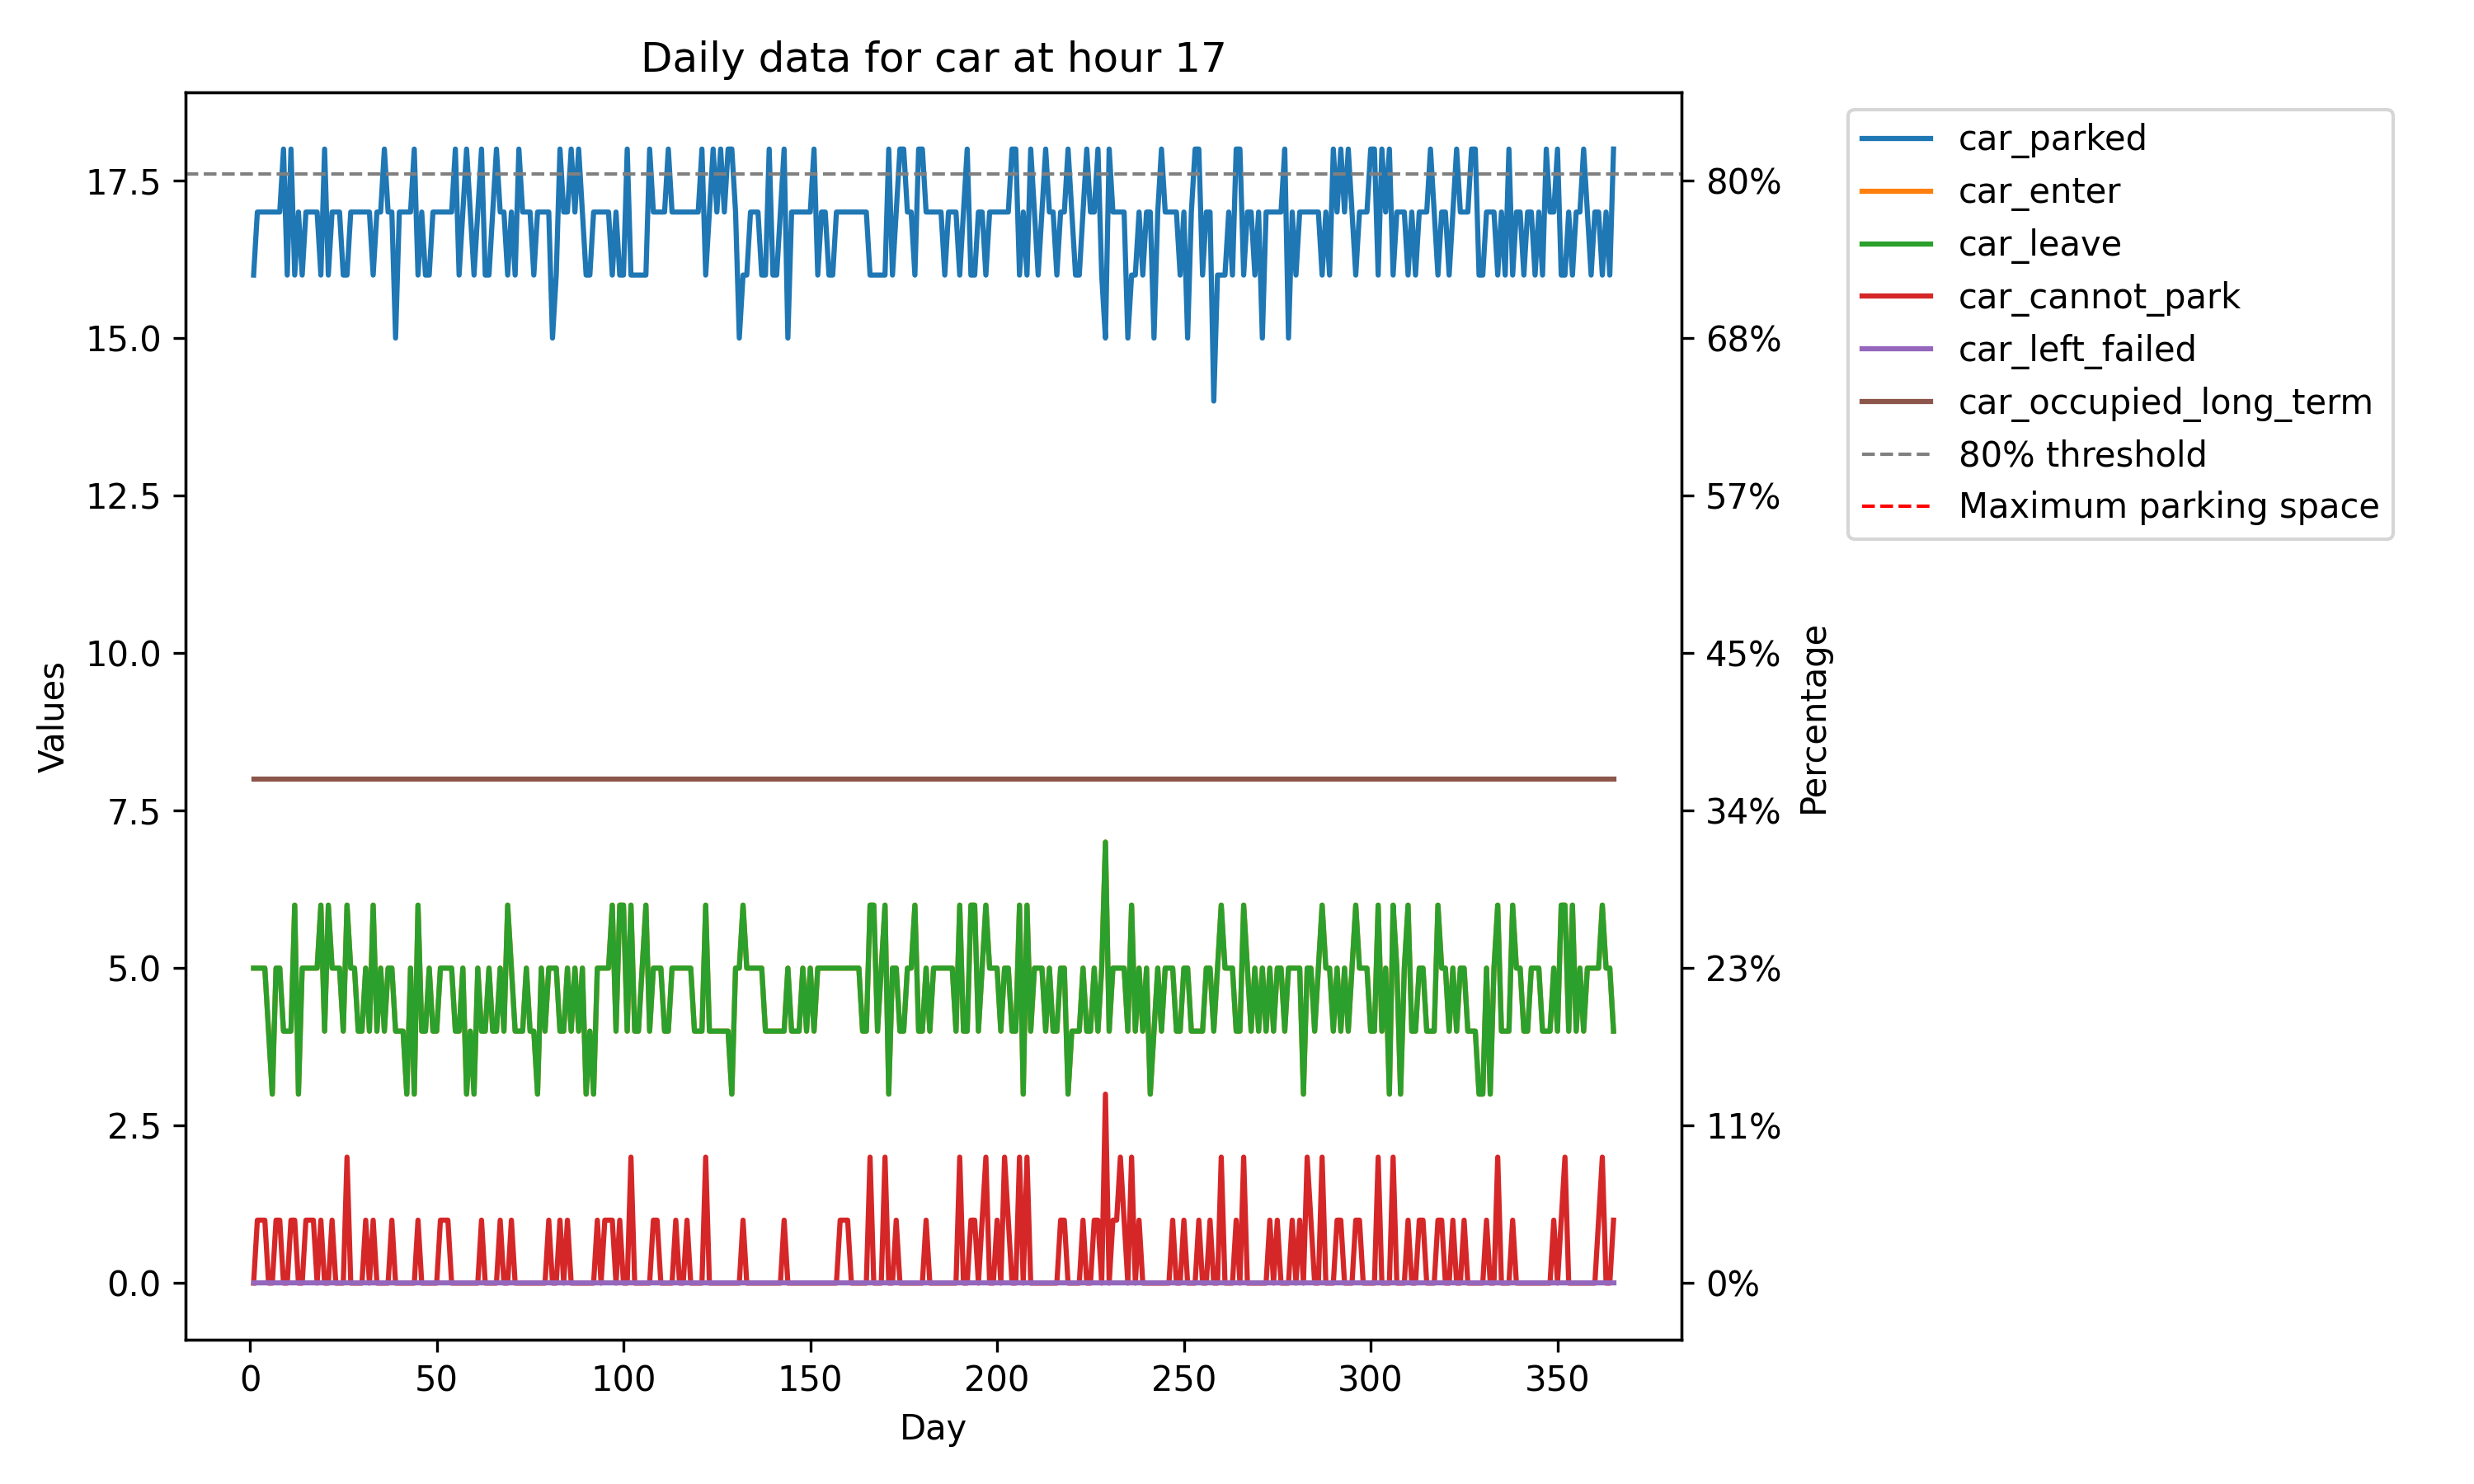 Daily data for car at hour 17
17.5
15.0
12.5
10.0
7.5
5.0
2.5
0.0
Values
0 50 100 150 200 250 300 350
Day
80%
68%
57%
45%
34%
23%
11%
0%
Percentage
car_parked
car_enter
car_leave
car_cannot_park
car_left_failed
car_occupied_long_term
80% threshold
Maximum parking space